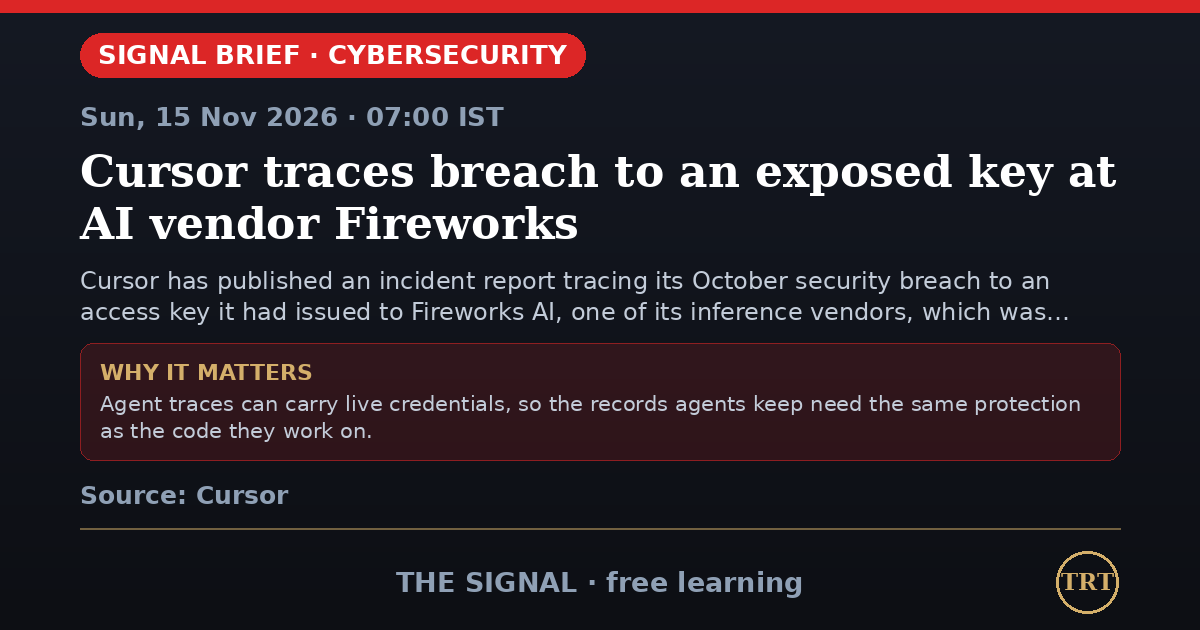 SIGNAL BRIEF · CYBERSECURITY
Sun, 15 Nov 2026 · 07:00 IST
Cursor traces breach to an exposed key at
AI vendor Fireworks
Cursor has published an incident report tracing its October security breach to an
access key it had issued to Fireworks AI, one of its inference vendors, which was...
WHY IT MATTERS
Agent traces can carry live credentials, so the records agents keep need the same protection
as the code they work on.
Source: Cursor
THE SIGNAL · free learning
TRT